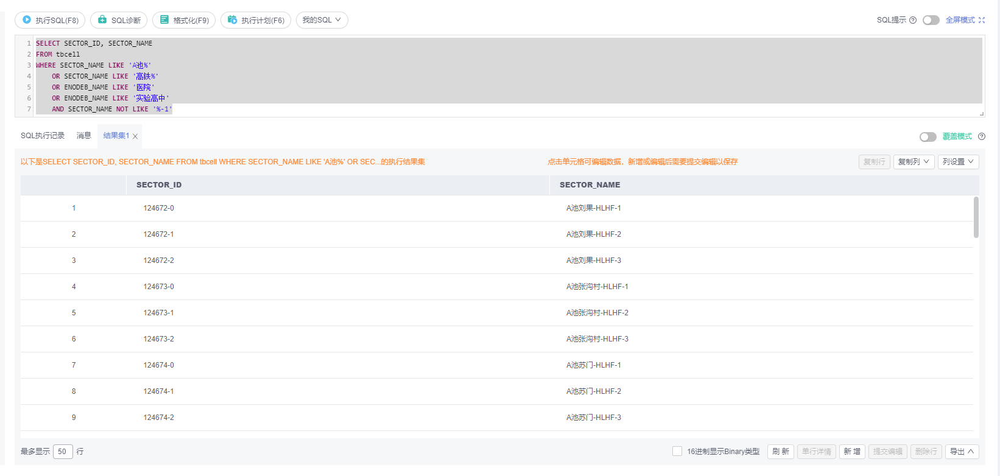 执行SQL(F8) SQL诊断 格式化(F9) 执行计划(F6) 我的SQL SQL提示 全屏模式
1 SELECT SECTOR_ID, SECTOR_NAME
2 FROM tbcell
3 WHERE SECTOR_NAME LIKE 'A池%'
4 OR SECTOR_NAME LIKE '高铁%'
5 OR ENODEB_NAME LIKE '医院'
6 OR ENODEB_NAME LIKE '实验高中'
7 AND SECTOR_NAME NOT LIKE '%-1'
SQL执行记录 消息 结果集1 覆盖模式
以下是SELECT SECTOR_ID, SECTOR_NAME FROM tbcell WHERE SECTOR_NAME LIKE 'A池%' OR SEC...的执行结果集 点击单元格可编辑数据，新增或编辑后需要提交编辑以保存 复制行 复制列 列设置
SECTOR_ID SECTOR_NAME
1 124672-0 A池刘果-HLHF-1
2 124672-1 A池刘果-HLHF-2
3 124672-2 A池刘果-HLHF-3
4 124673-0 A池张沟村-HLHF-1
5 124673-1 A池张沟村-HLHF-2
6 124673-2 A池张沟村-HLHF-3
7 124674-0 A池苏门-HLHF-1
8 124674-1 A池苏门-HLHF-2
9 124674-2 A池苏门-HLHF-3
最多显示 50 行 16进制显示Binary类型 刷 新 单行详情 新 增 提交编辑 删除行 导出